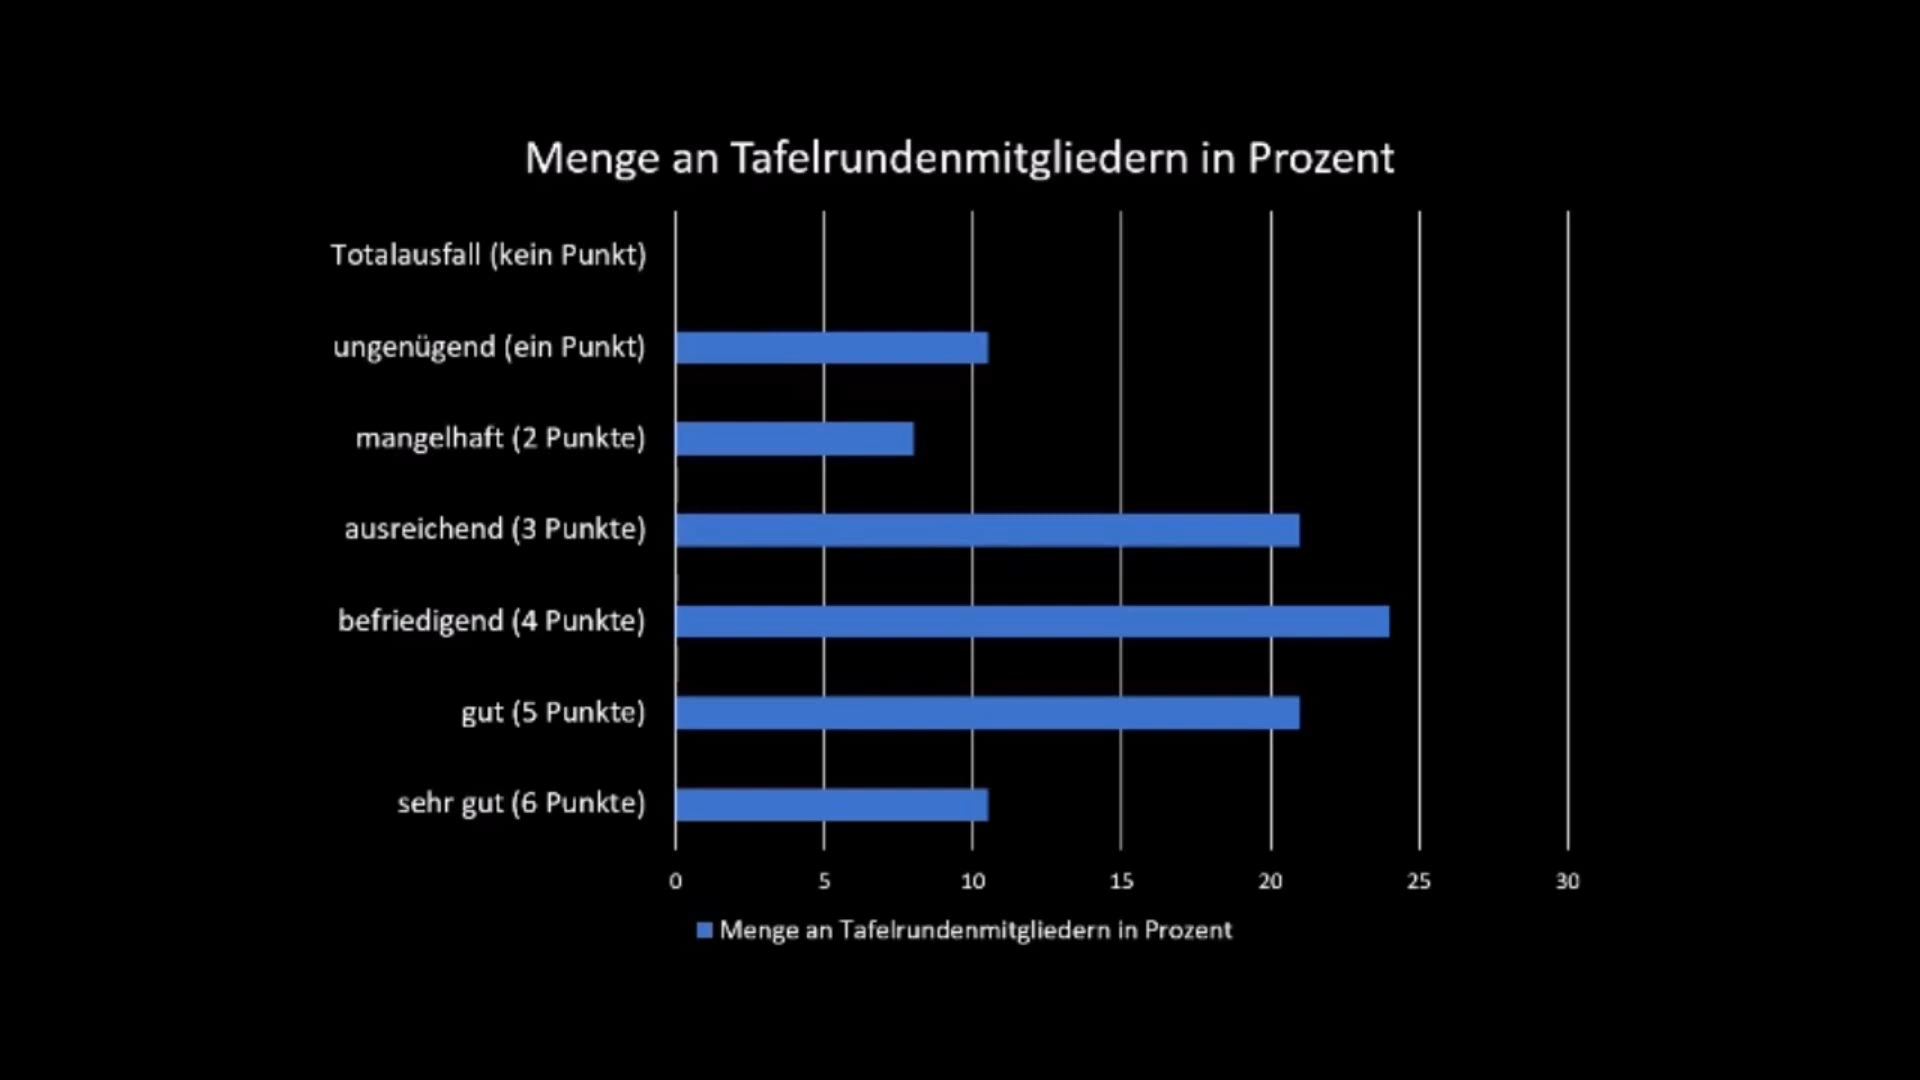 Menge an Tafelrundenmitgliedern in Prozent
Totalausfall (kein Punkt)
ungenügend (ein Punkt)
mangelhaft (2 Punkte)
ausreichend (3 Punkte)
befriedigend (4 Punkte)
gut (5 Punkte)
sehr gut (6 Punkte)
0 5 10 15 20 25 30
Menge an Tafelrundenmitgliedern in Prozent